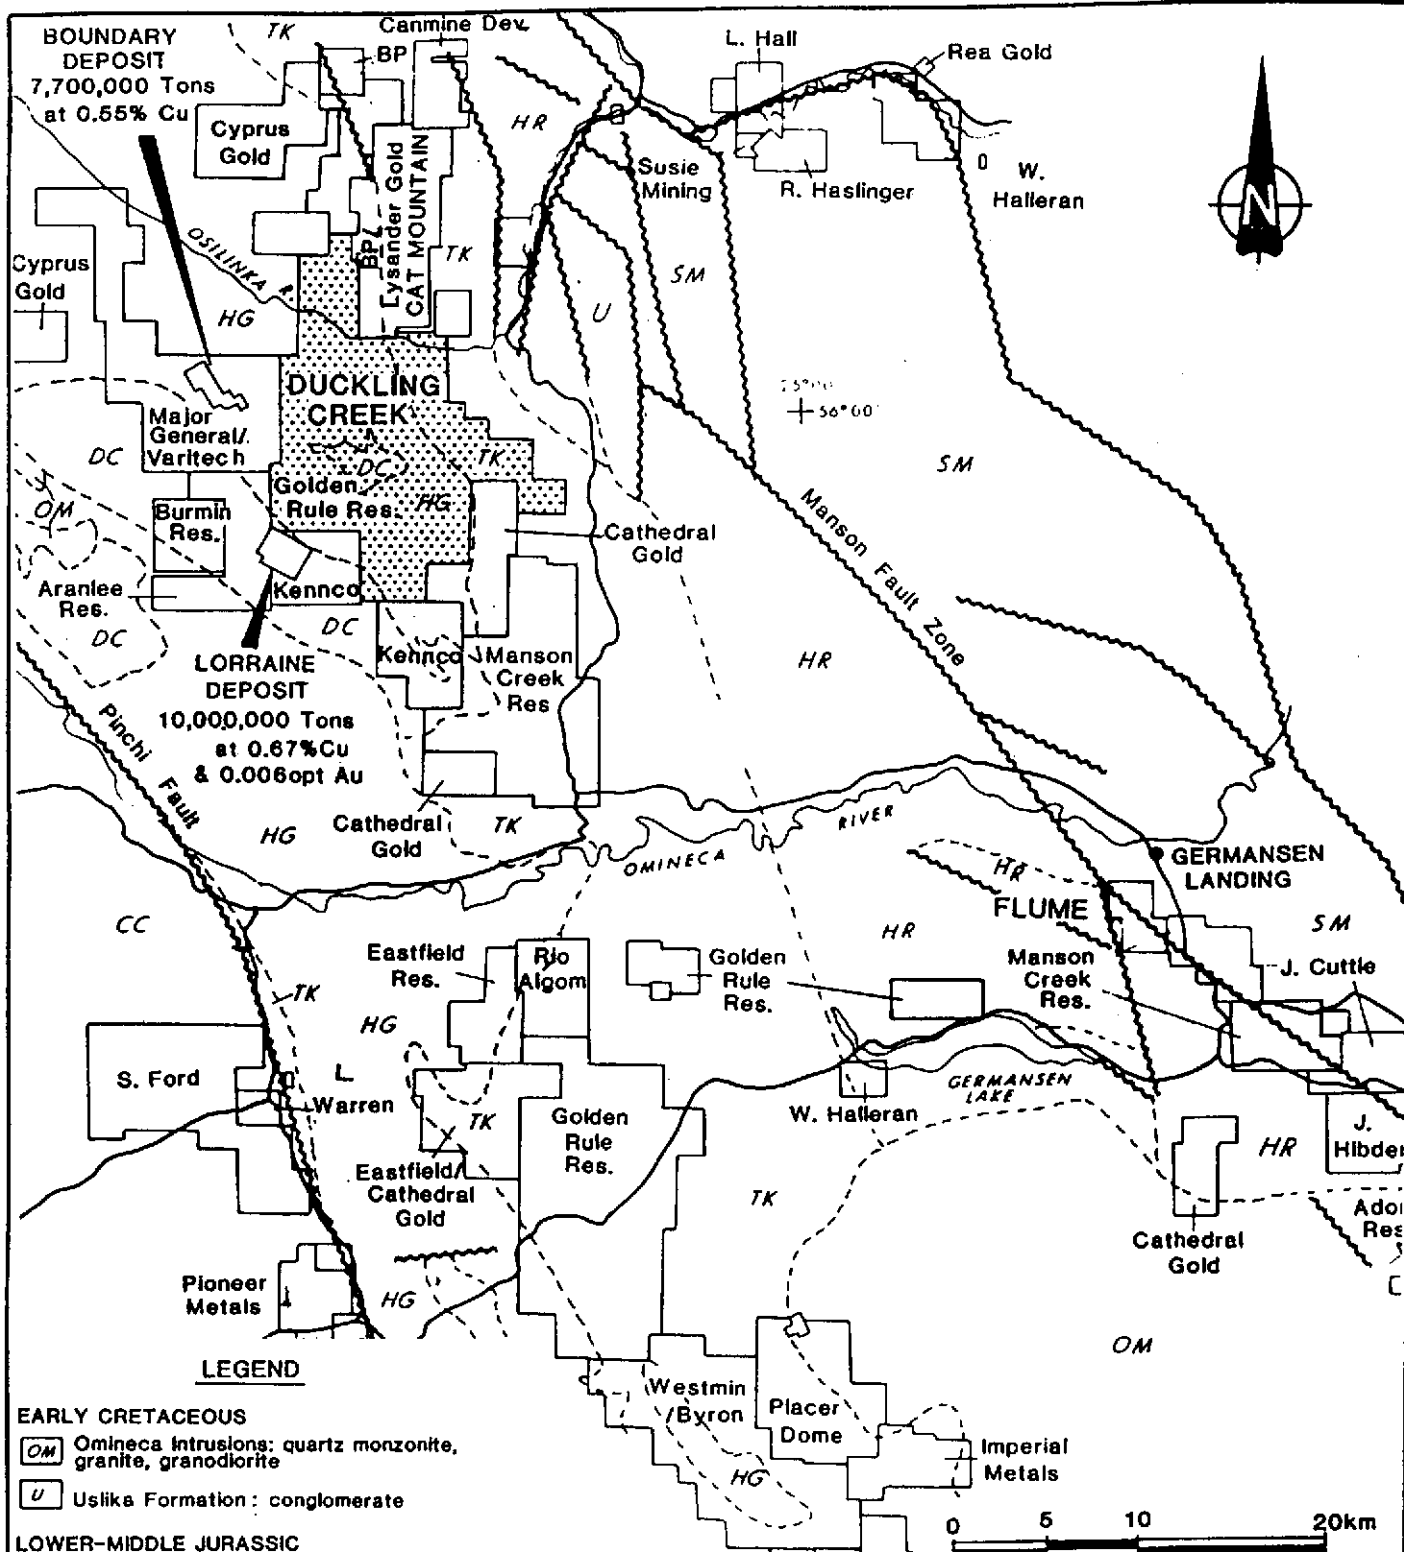 BOUNDARY
DEPOSIT
7,700,000 Tons
at 0.55% Cu
TK
BP
Canmine Dev.
L. Hall
Rea Gold
Cyprus
Gold
HR
Lysander Gold
CAT MOUNTAIN
BP/
Susie
Mining
R. Haslinger
W.
Halleran
N
OSILINKA R.
TK
SM
Cyprus
Gold
HG
U
DUCKLING
CREEK
56°00'
Major
General/
Varitech
DC
DC
TK
SM
Golden
Rule Res.
HG
OM
Burmin
Res.
Cathedral
Gold
Manson Fault Zone
Aranlee
Res.
Kennco
DC
DC
LORRAINE
DEPOSIT
10,000,000 Tons
at 0.67%Cu
& 0.006opt Au
Kennco
Manson
Creek
Res
HR
Pinchi Fault
HG
Cathedral
Gold
TK
OMINECA
RIVER
GERMANSEN
LANDING
HR
FLUME
CC
HR
SM
Eastfield
Res.
Rio
Algom
Golden
Rule
Res.
Manson
Creek
Res.
J. Cuttle
TK
HG
S. Ford
L
Warren
TK
Golden
Rule
Res.
W. Halleran
GERMANSEN
LAKE
J.
Hibder
HR
Eastfield/
Cathedral
Gold
TK
Cathedral
Gold
Ador
Res
Pioneer
Metals
HG
OM
LEGEND
Westmin
/Byron
Placer
Dome
Imperial
Metals
HG
EARLY CRETACEOUS
OM Omineca Intrusions: quartz monzonite,
granite, granodiorite
U Uslika Formation : conglomerate
LOWER-MIDDLE JURASSIC
0 5 10 20km